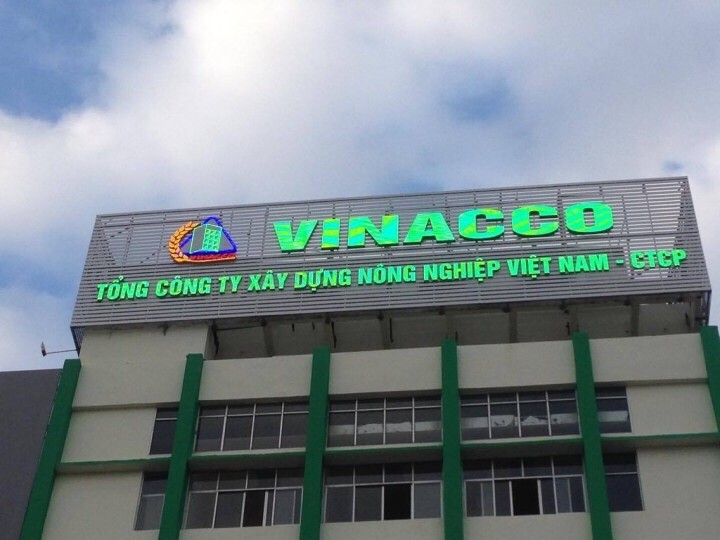 VINACCO
TỔNG CÔNG TY XÂY DỰNG NÔNG NGHIỆP VIỆT NAM - CTCP